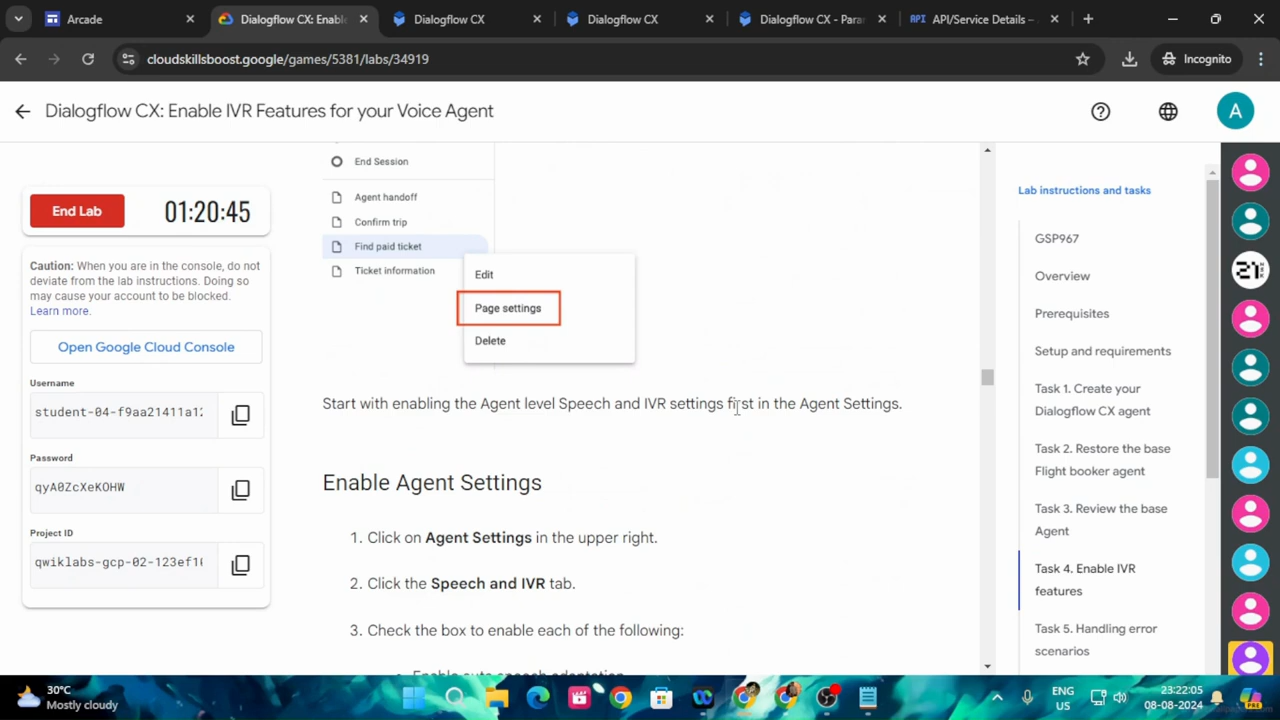 Arcade
Dialogflow CX: Enabl
Dialogflow CX
Dialogflow CX
Dialogflow CX - Para
API API/Service Details –
cloudskillsboost.google/games/5381/labs/34919
Incognito
Dialogflow CX: Enable IVR Features for your Voice Agent
A
End Lab
01:20:45
Caution: When you are in the console, do not
deviate from the lab instructions. Doing so
may cause your account to be blocked.
Learn more.
Open Google Cloud Console
Username
student-04-f9aa21411a12
Password
qyA0ZcXeKOHW
Project ID
qwiklabs-gcp-02-123ef1
End Session
Agent handoff
Confirm trip
Find paid ticket
Ticket information
Edit
Page settings
Delete
Start with enabling the Agent level Speech and IVR settings first in the Agent Settings.
Enable Agent Settings
1. Click on Agent Settings in the upper right.
2. Click the Speech and IVR tab.
3. Check the box to enable each of the following:
Enable auto speech adaptation
Lab instructions and tasks
GSP967
Overview
Prerequisites
Setup and requirements
Task 1. Create your
Dialogflow CX agent
Task 2. Restore the base
Flight booker agent
Task 3. Review the base
Agent
Task 4. Enable IVR
features
Task 5. Handling error
scenarios
30°C
Mostly cloudy
ENG
US
22:22:05
08-08-2024
PRE